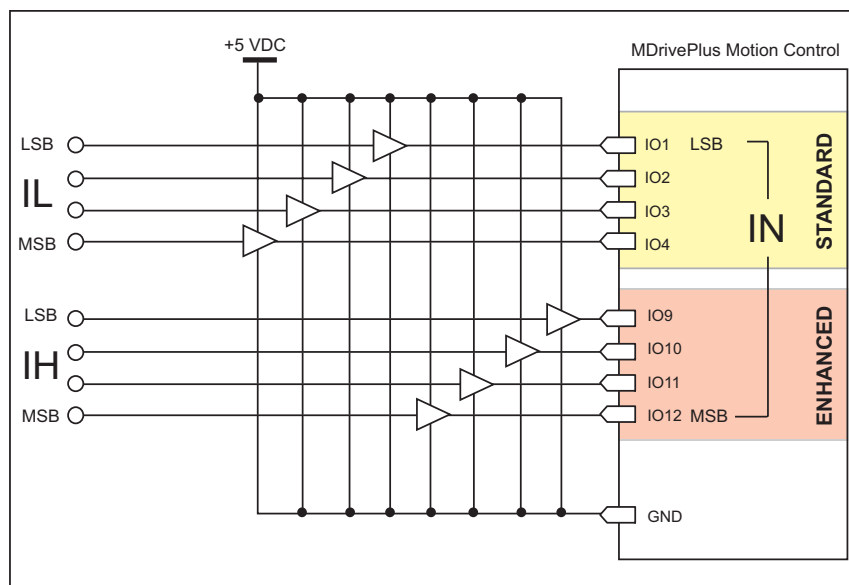 +5 VDC
MDrivePlus Motion Control
LSB
IL
MSB
LSB
IH
MSB
IO1 LSB
IO2
IO3
IO4
IN
STANDARD
IO9
IO10
IO11
IO12 MSB
ENHANCED
GND